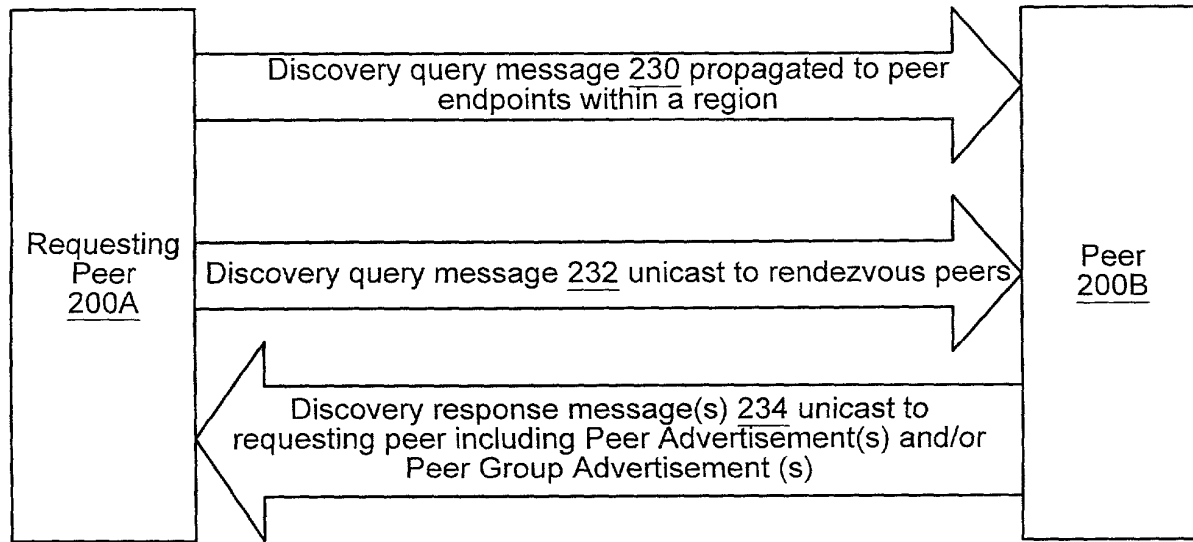 Discovery query message 230 propagated to peer
endpoints within a region
Requesting
Peer
200A
Discovery query message 232 unicast to rendezvous peers
Peer
200B
Discovery response message(s) 234 unicast to
requesting peer including Peer Advertisement(s) and/or
Peer Group Advertisement (s)